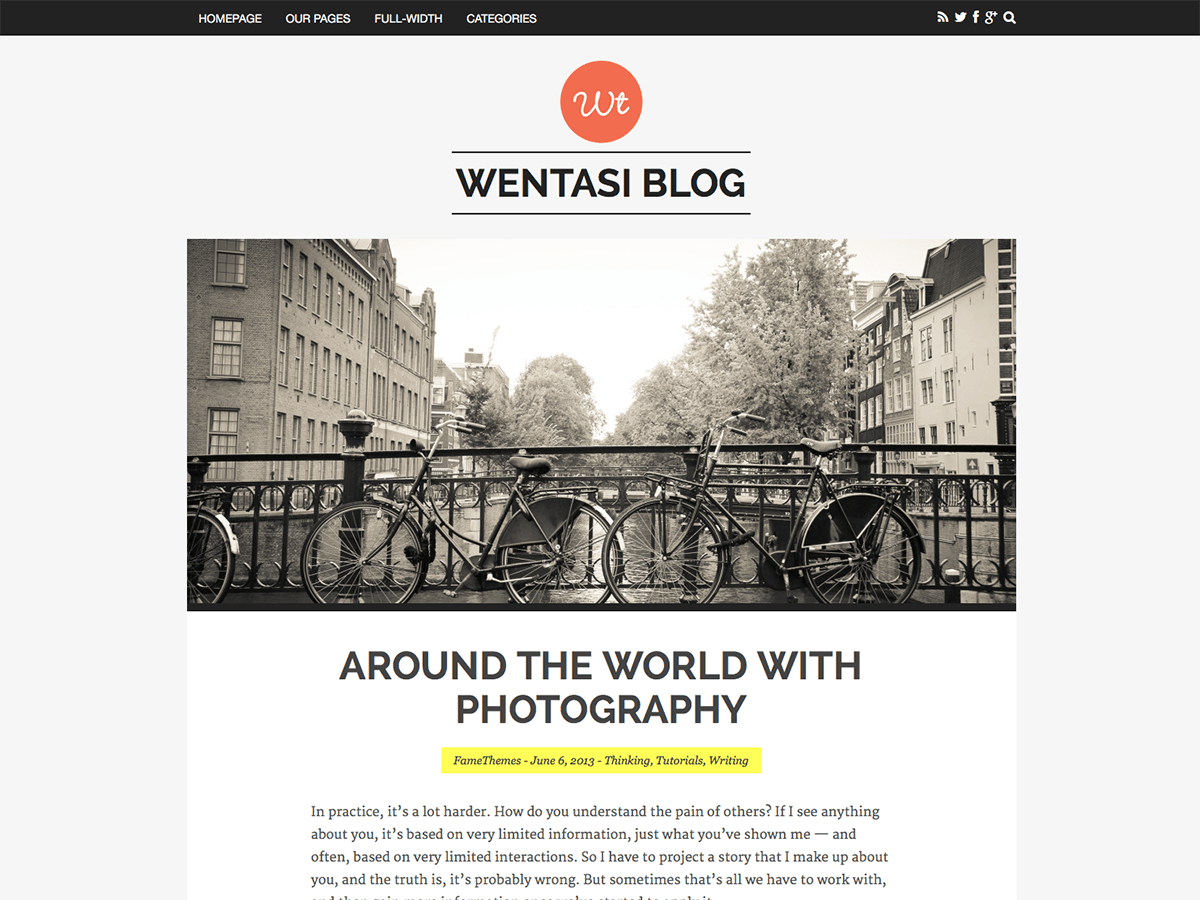 HOMEPAGE OUR PAGES FULL-WIDTH CATEGORIES
Wt
WENTASI BLOG
AROUND THE WORLD WITH
PHOTOGRAPHY
FameThemes - June 6, 2013 - Thinking, Tutorials, Writing
In practice, it’s a lot harder. How do you understand the pain of others? If I see anything
about you, it’s based on very limited information, just what you’ve shown me — and
often, based on very limited interactions. So I have to project a story that I make up about
you, and the truth is, it’s probably wrong. But sometimes that’s all we have to work with,